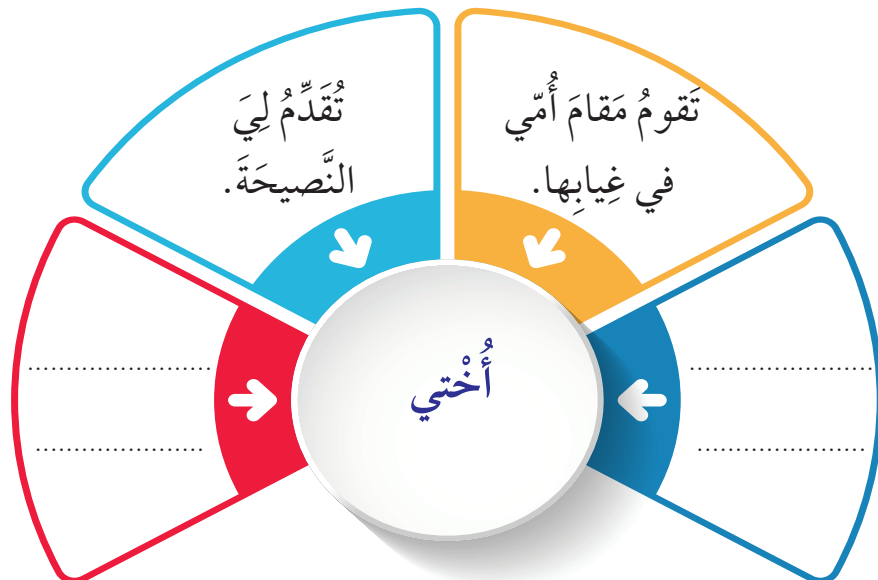 تَقومُ مَقامَ أُمّي
في غِيابِها.
تُقَدِّمُ لِيَ
النَّصيحَةَ.
أُخْتي